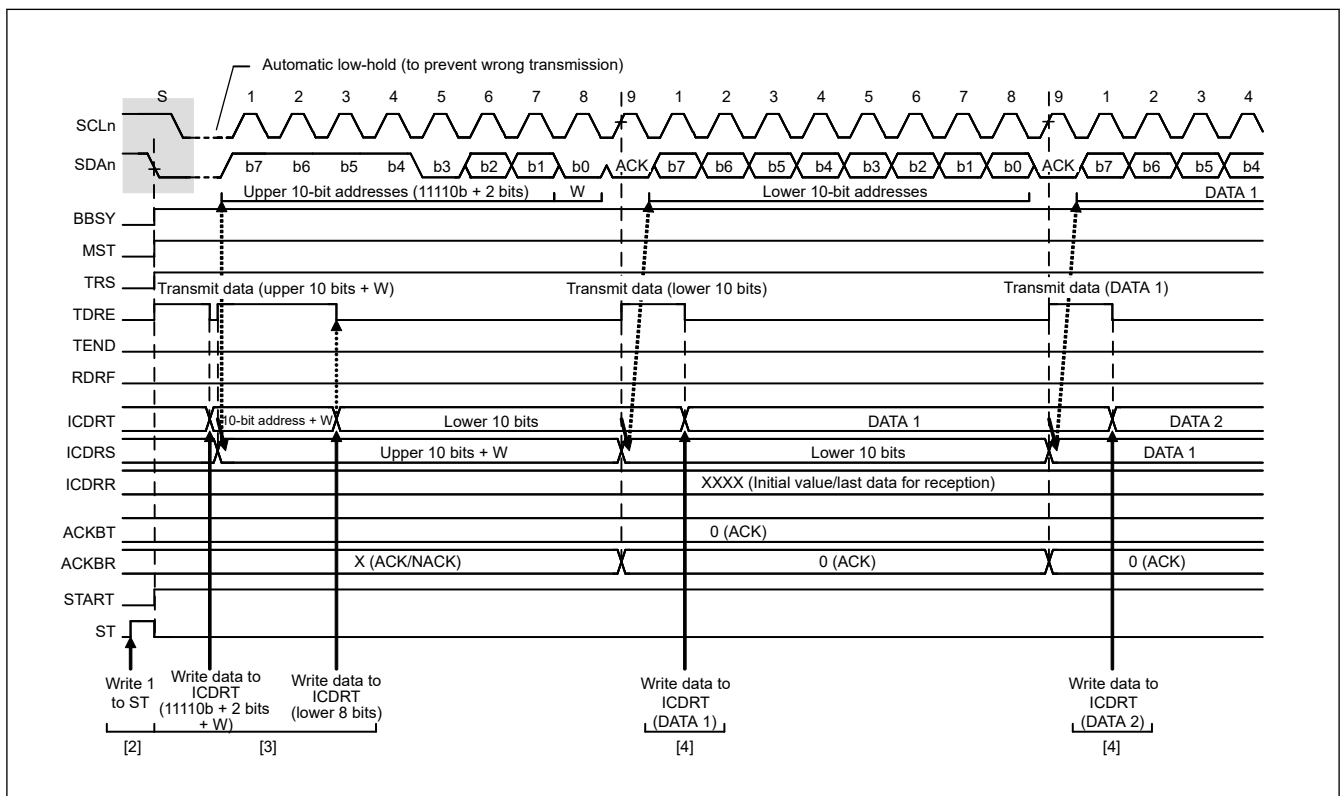 Automatic low-hold (to prevent wrong transmission)
S 1 2 3 4 5 6 7 8 9 1 2 3 4 5 6 7 8 9 1 2 3 4
SCLn
SDAn b7 b6 b5 b4 b3 b2 b1 b0 ACK b7 b6 b5 b4 b3 b2 b1 b0 ACK b7 b6 b5 b4
Upper 10-bit addresses (11110b + 2 bits) W Lower 10-bit addresses DATA 1
BBSY
MST
TRS
Transmit data (upper 10 bits + W) Transmit data (lower 10 bits) Transmit data (DATA 1)
TDRE
TEND
RDRF
ICDRT 10-bit address + W Lower 10 bits DATA 1 DATA 2
ICDRS Upper 10 bits + W Lower 10 bits DATA 1
ICDRR XXXX (Initial value/last data for reception)
ACKBT 0 (ACK)
ACKBR X (ACK/NACK) 0 (ACK) 0 (ACK)
START
ST
Write 1
to ST
Write data to
ICDRT
(11110b + 2 bits
+ W)
Write data to
ICDRT
(lower 8 bits)
Write data to
ICDRT
(DATA 1)
Write data to
ICDRT
(DATA 2)
[2] [3] [4] [4]